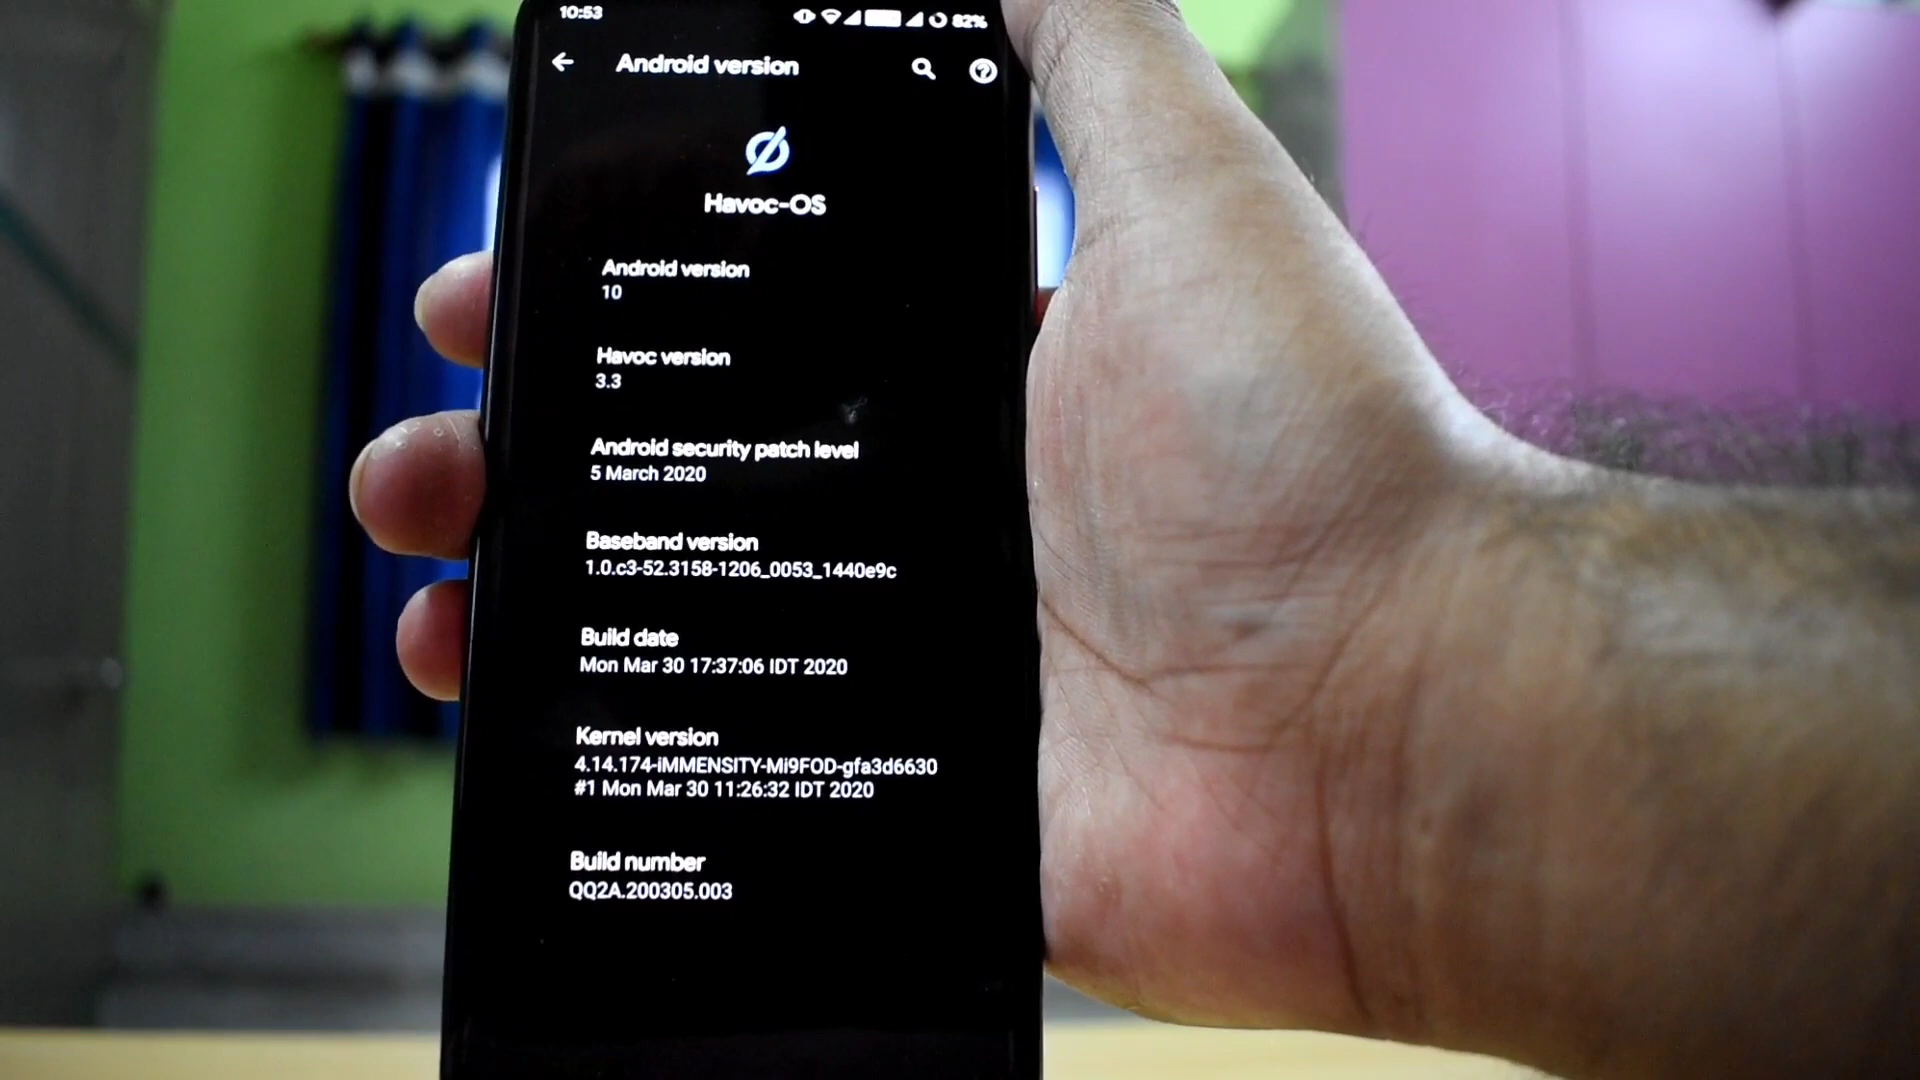 10:53
82%
Android version
Havoc-OS
Android version
10
Havoc version
3.3
Android security patch level
5 March 2020
Baseband version
1.0.c3-52.3158-1206_0053_1440e9c
Build date
Mon Mar 30 17:37:06 IDT 2020
Kernel version
4.14.174-iMMENSITY-Mi9FOD-gfa3d6630
#1 Mon Mar 30 11:26:32 IDT 2020
Build number
QQ2A.200305.003